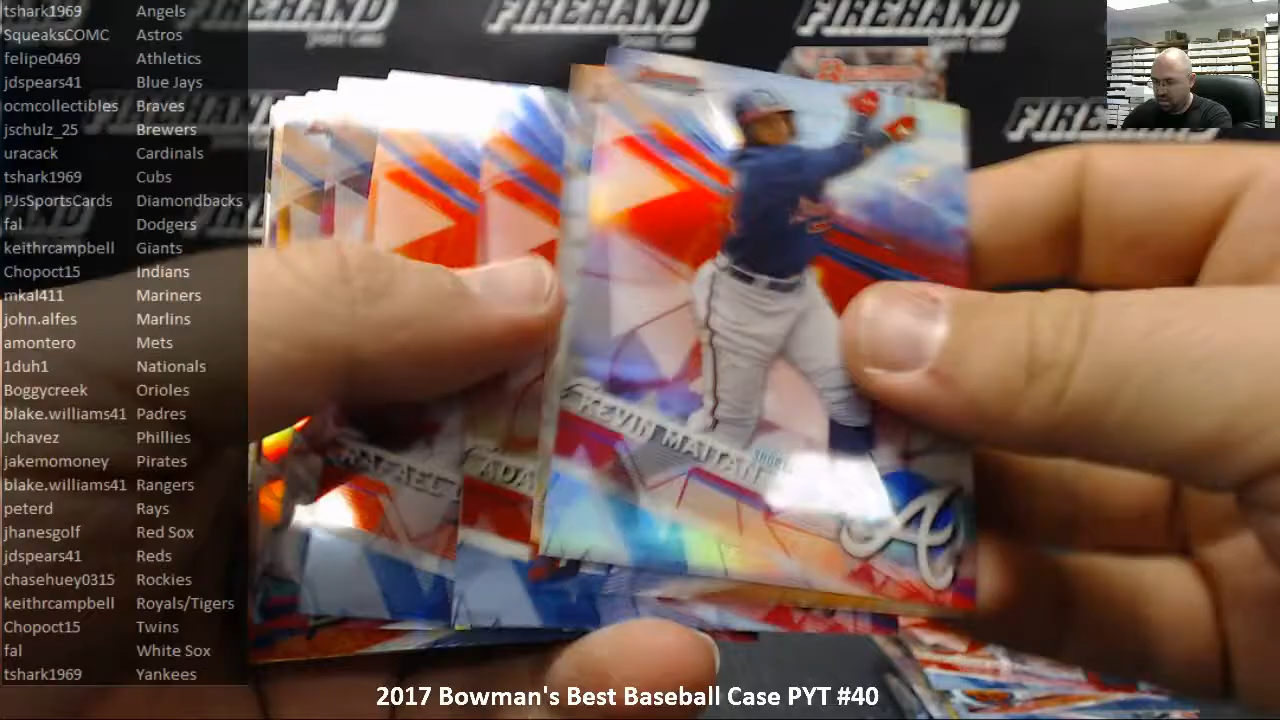 tshark1969 Angels
SqueaksCOMC Astros
felipe0469 Athletics
jdspears41 Blue Jays
ocmcollectibles Braves
jschulz_25 Brewers
uracack Cardinals
tshark1969 Cubs
PJsSportsCards Diamondbacks
fal Dodgers
keithrcampbell Giants
Chopoct15 Indians
mkal411 Mariners
john.alfes Marlins
amontero Mets
1duh1 Nationals
Boggycreek Orioles
blake.williams41 Padres
Jchavez Phillies
jakemomoney Pirates
blake.williams41 Rangers
peterd Rays
jhanesgolf Red Sox
jdspears41 Reds
chasehuey0315 Rockies
keithrcampbell Royals/Tigers
Chopoct15 Twins
fal White Sox
tshark1969 Yankees
FIREHAND FIREHAND FIREHAND
KEVIN MAITAN
RAFAEL
ADA
A
2017 Bowman's Best Baseball Case PYT #40